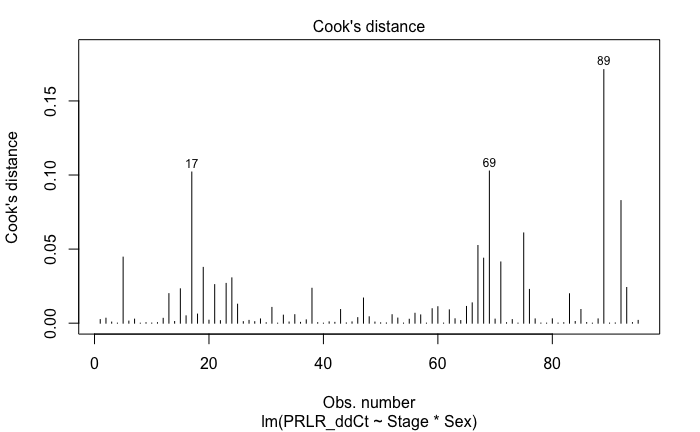 Cook's distance
89
17
69
Cook's distance
0.15
0.10
0.05
0.00
0 20 40 60 80
Obs. number
lm(PRLR_ddCt ~ Stage * Sex)